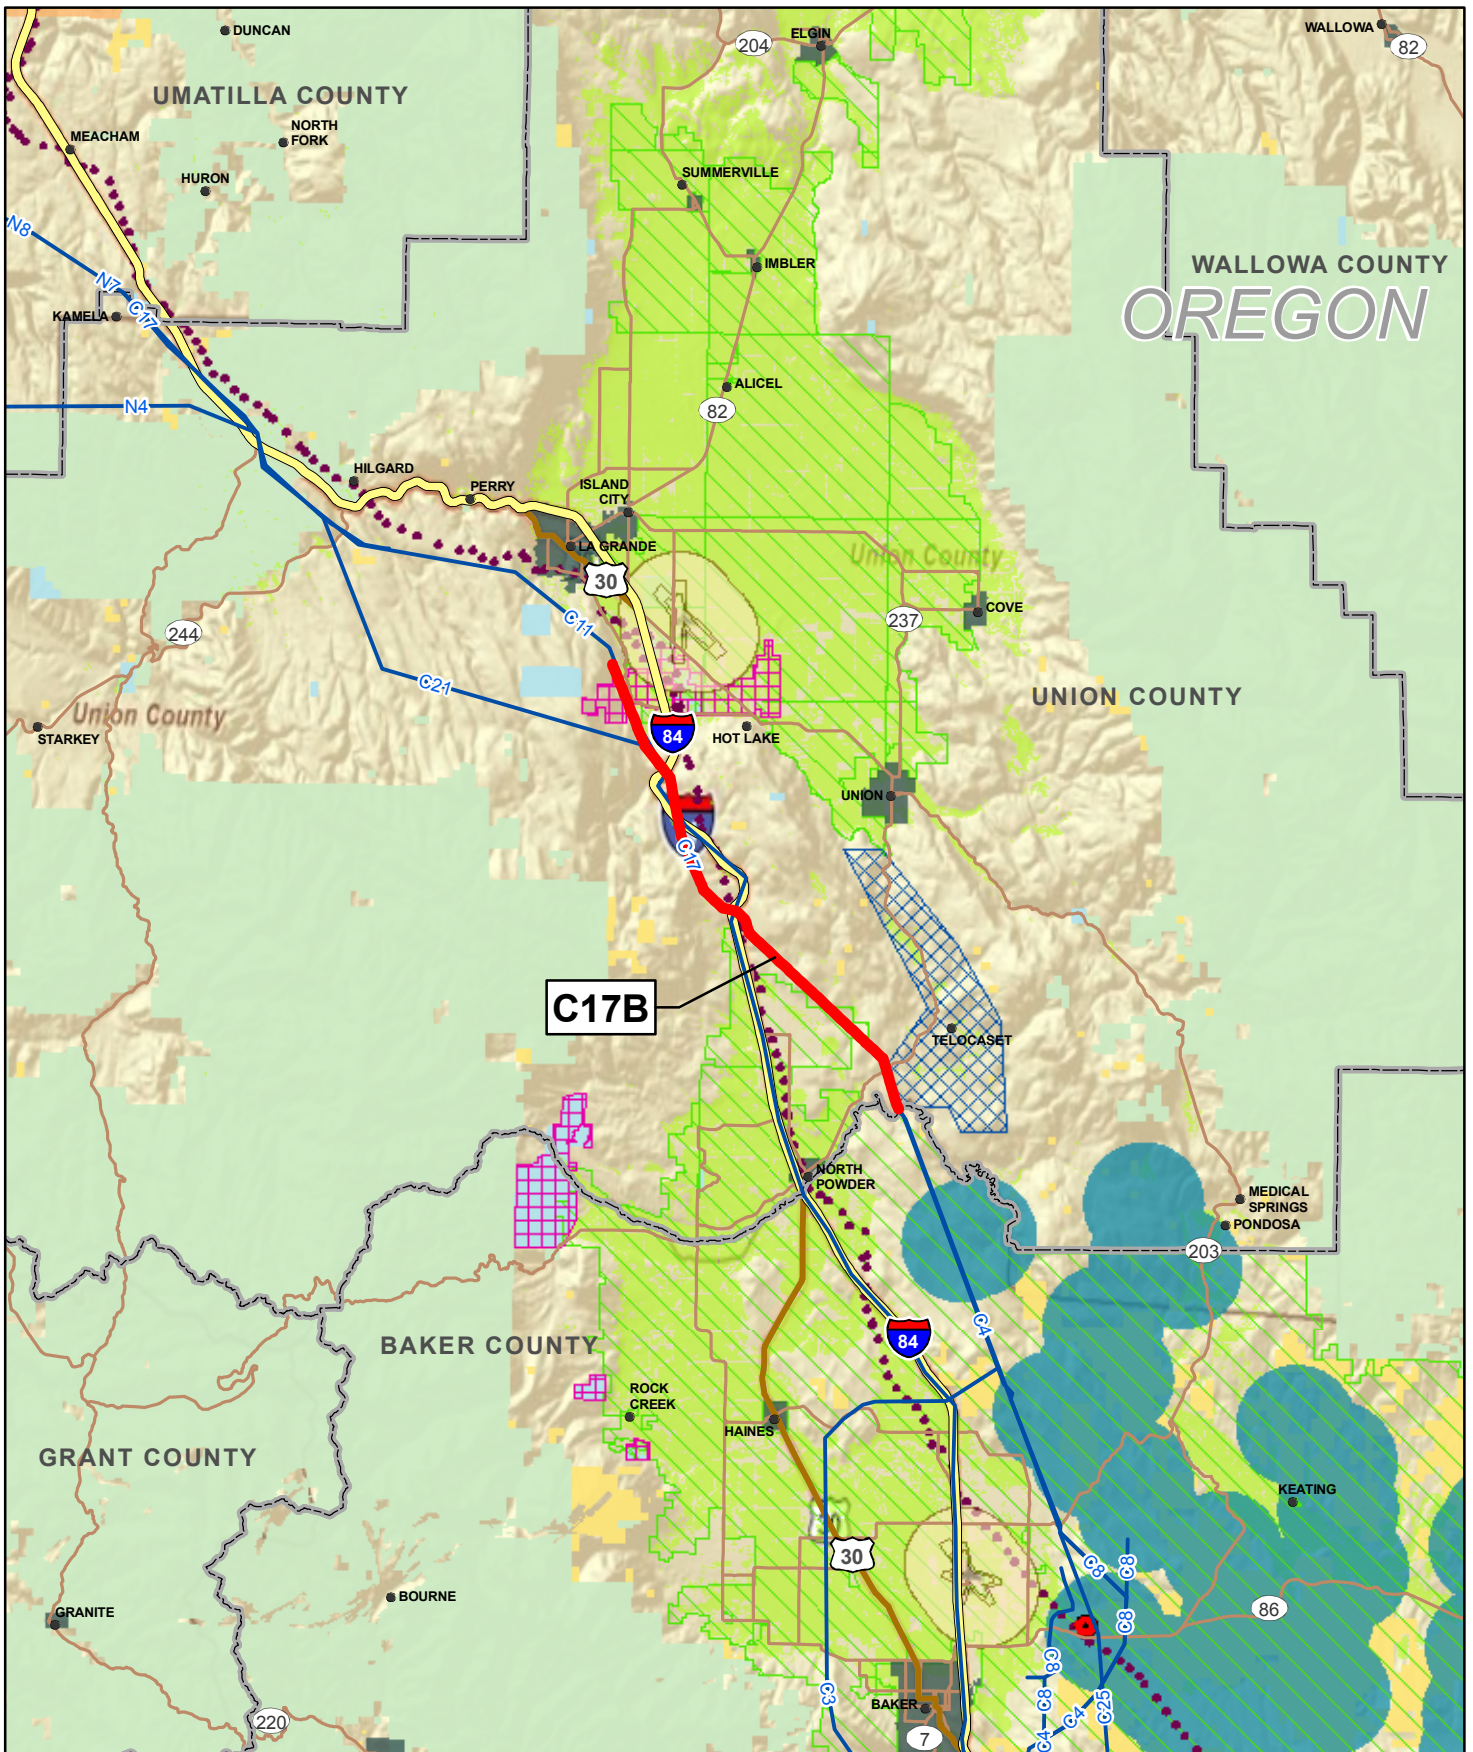 DUNCAN
204
ELGIN
WALLOWA
82
UMATILLA COUNTY
NORTH
FORK
MEACHAM
HURON
SUMMERVILLE
N8
IMBLER
WALLOWA COUNTY
OREGON
N7
C17
KAMELA
ALICEL
N4
82
HILGARD
PERRY
ISLAND
CITY
LA GRANDE
Union County
30
COVE
C11
237
244
C21
UNION COUNTY
Union County
STARKEY
84
HOT LAKE
UNION
C17
C17B
TELOCASET
NORTH
POWDER
MEDICAL
SPRINGS
PONDOSA
203
C4
BAKER COUNTY
84
ROCK
CREEK
HAINES
GRANT COUNTY
KEATING
30
30
C8
C8
BOURNE
GRANITE
86
C8
C8
C3
C8
C25
BAKER
C4
C4
220
7